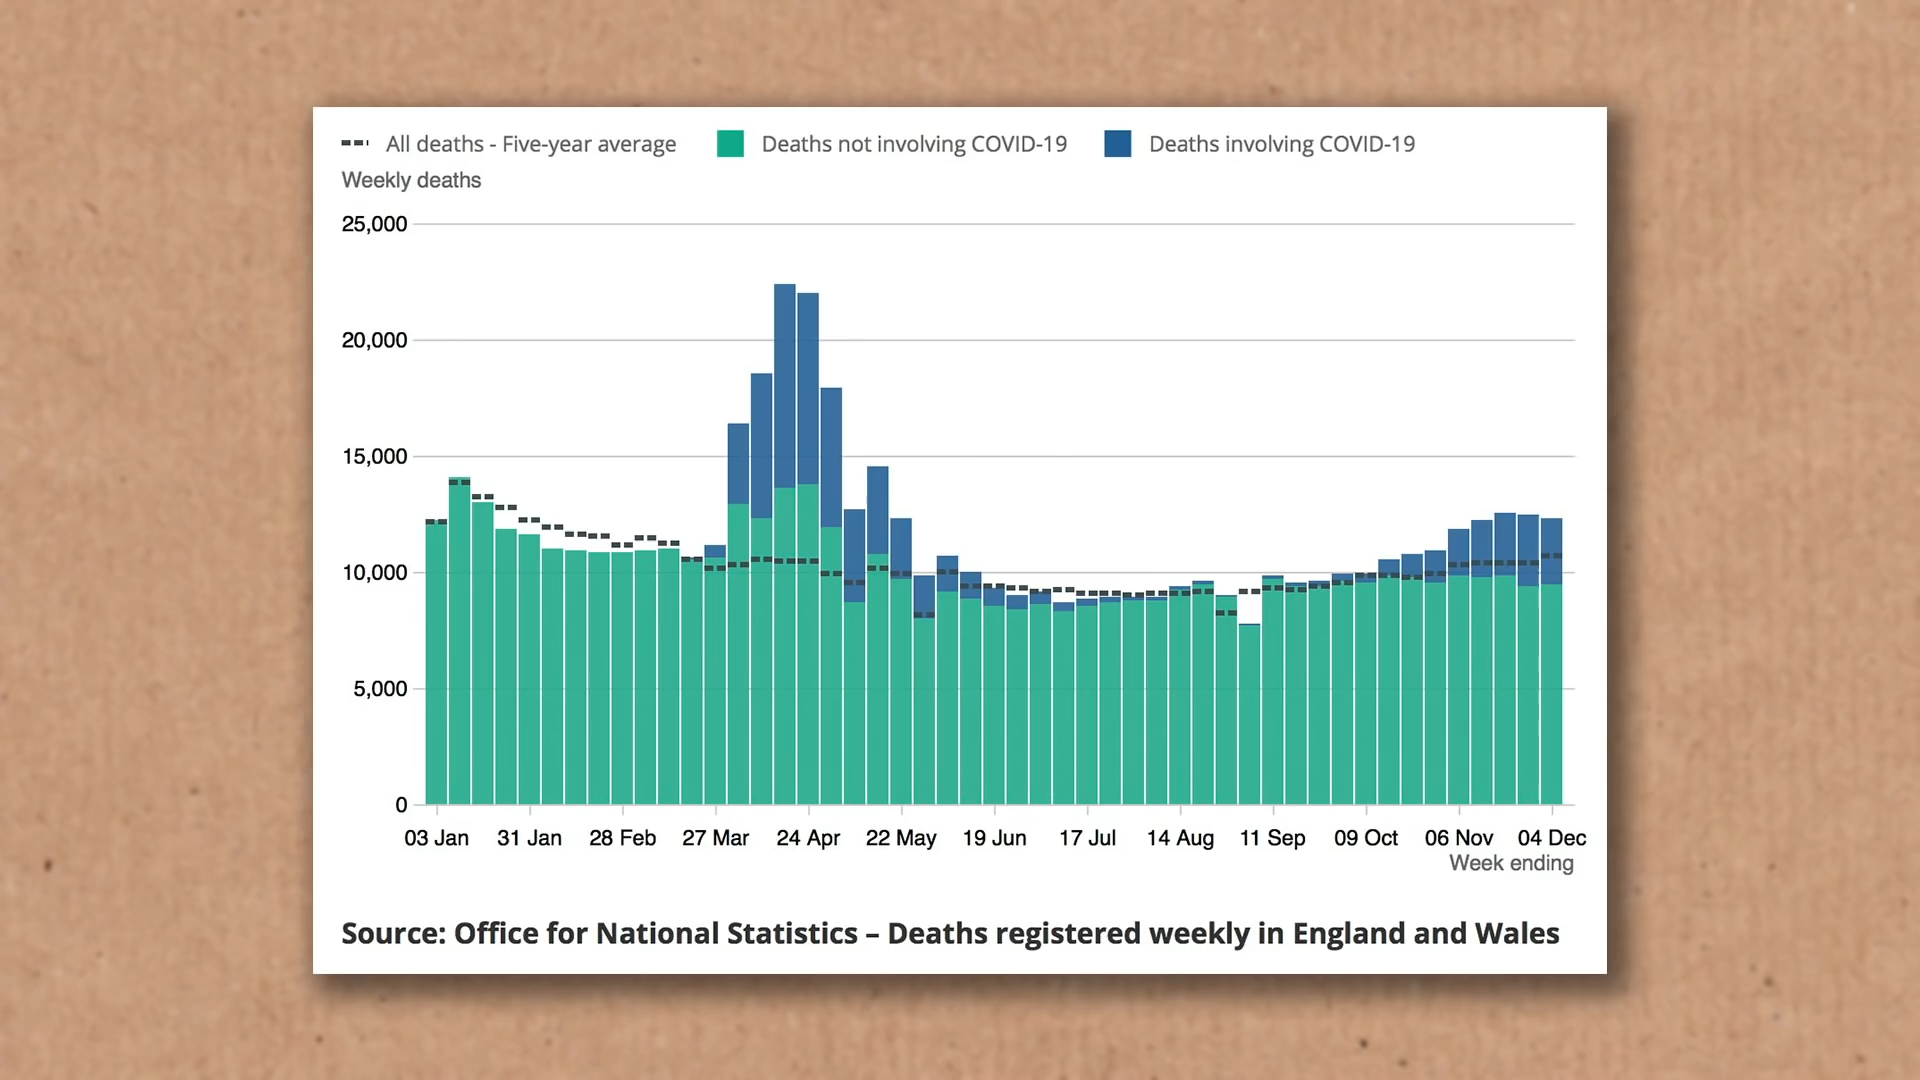 All deaths - Five-year average Deaths not involving COVID-19 Deaths involving COVID-19
Weekly deaths
25,000
20,000
15,000
10,000
5,000
0
03 Jan 31 Jan 28 Feb 27 Mar 24 Apr 22 May 19 Jun 17 Jul 14 Aug 11 Sep 09 Oct 06 Nov 04 Dec
Week ending
Source: Office for National Statistics – Deaths registered weekly in England and Wales